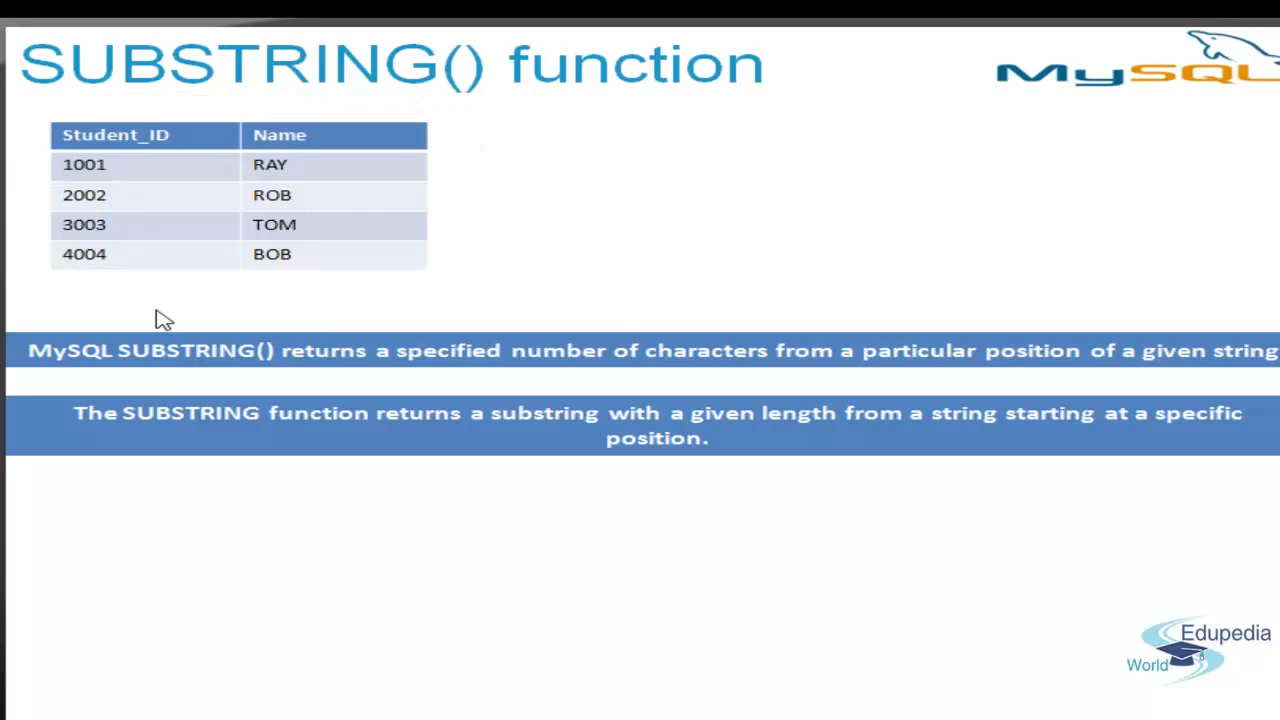 SUBSTRING() function
MySQL
Student_ID Name
1001 RAY
2002 ROB
3003 TOM
4004 BOB
MySQL SUBSTRING() returns a specified number of characters from a particular position of a given string
The SUBSTRING function returns a substring with a given length from a string starting at a specific
position.
Edupedia
World